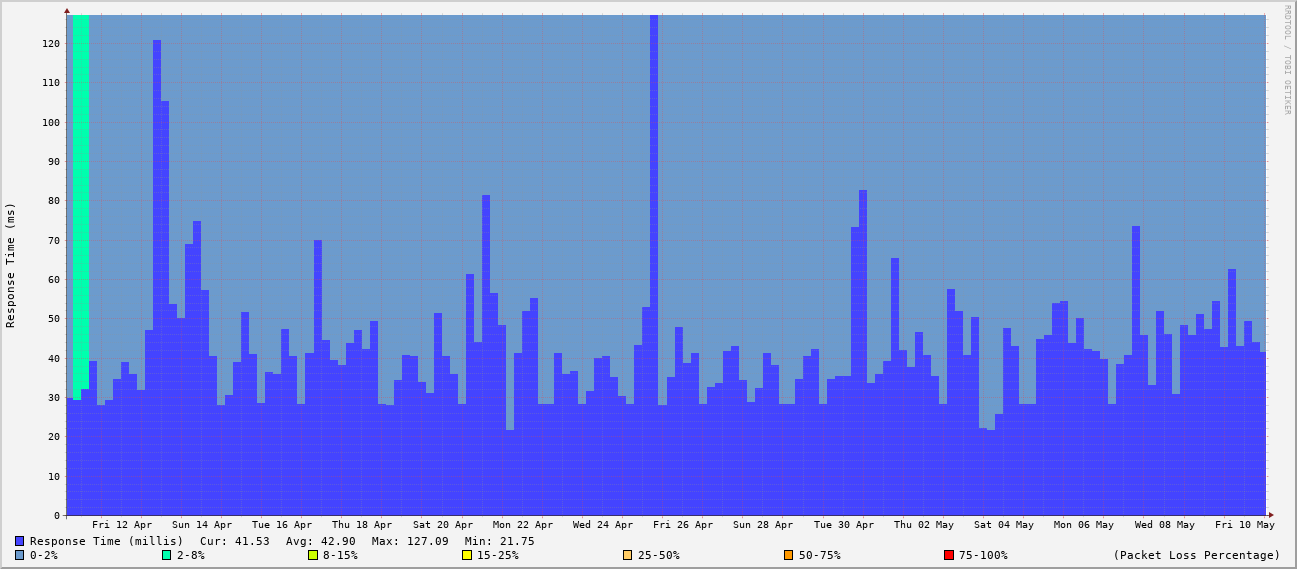 RRDTOOL / TOBI OETIKER
Response Time (ms)
120
110
100
90
80
70
60
50
40
30
20
10
0
Fri 12 Apr Sun 14 Apr Tue 16 Apr Thu 18 Apr Sat 20 Apr Mon 22 Apr Wed 24 Apr Fri 26 Apr Sun 28 Apr Tue 30 Apr Thu 02 May Sat 04 May Mon 06 May Wed 08 May Fri 10 May
Response Time (millis) Cur: 41.53 Avg: 42.90 Max: 127.09 Min: 21.75
0-2% 2-8% 8-15% 15-25% 25-50% 50-75% 75-100% (Packet Loss Percentage)